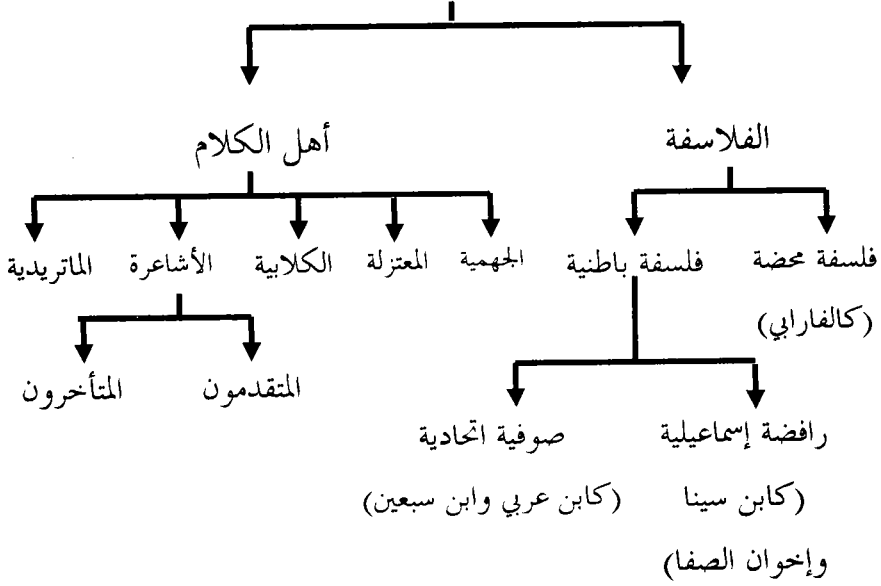 الفلاسفة
أهل الكلام
فلسفة محضة
(كالفارابي)
فلسفة باطنية
الجهمية
المعتزلة
الكلابية
الأشاعرة
الماتريدية
المتقدمون
المتأخرون
رافضة إسماعيلية
(كابن سينا
وإخوان الصفا)
صوفية اتحادية
(كابن عربي وابن سبعين)